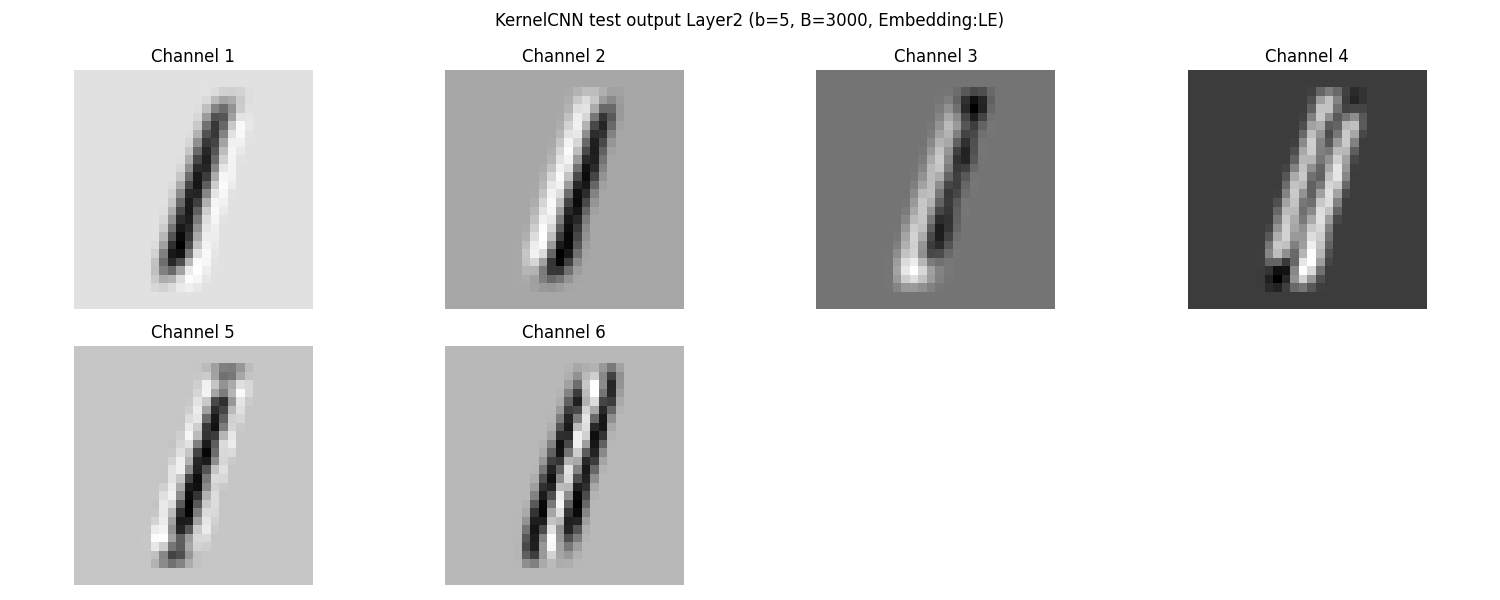 KernelCNN test output Layer2 (b=5, B=3000, Embedding:LE)
Channel 1
Channel 2
Channel 3
Channel 4
Channel 5
Channel 6